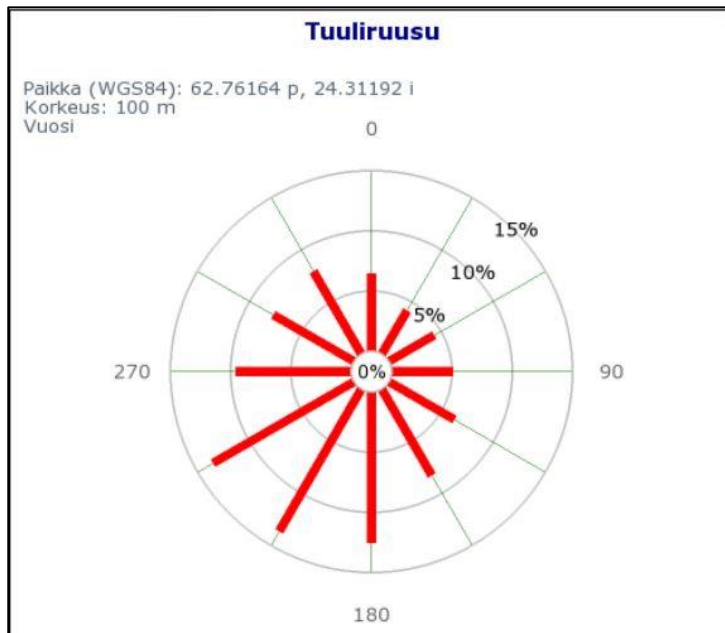 Tuuliruusu
Paikka (WGS84): 62.76164 p, 24.31192 i
Korkeus: 100 m
Vuosi
0
15%
10%
5%
270
0%
90
180